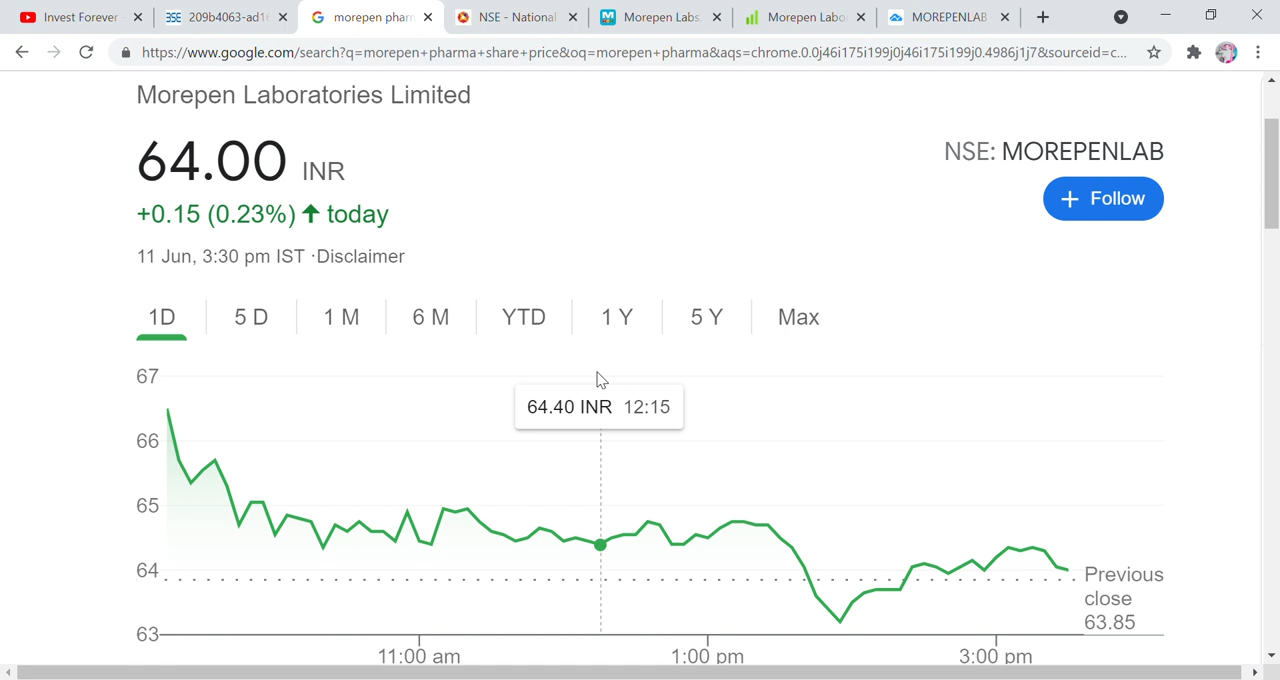 Invest Forever
209b4063-ad1
morepen phar
NSE - National
Morepen Labs.
Morepen Labo
MOREPENLAB
https://www.google.com/search?q=morepen+pharma+share+price&oq=morepen+pharma&aqs=chrome.0.0j46i175i199j0j46i175i199j0.4986j1j7&sourceid=c...
Morepen Laboratories Limited
64.00 INR
NSE: MOREPENLAB
+ Follow
+0.15 (0.23%) ↑ today
11 Jun, 3:30 pm IST ·Disclaimer
1D 5 D 1 M 6 M YTD 1 Y 5 Y Max
67
64.40 INR 12:15
66
65
64
Previous
close
63.85
63
11:00 am 1:00 pm 3:00 pm